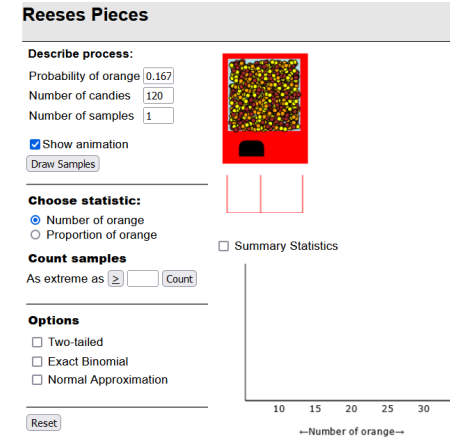 Reeses Pieces
Describe process:
Probability of orange 0.167
Number of candies 120
Number of samples 1
Show animation
Draw Samples
Choose statistic:
Number of orange
Proportion of orange
Summary Statistics
Count samples
As extreme as ≥ Count
Options
Two-tailed
Exact Binomial
Normal Approximation
Reset
10 15 20 25 30
←Number of orange→